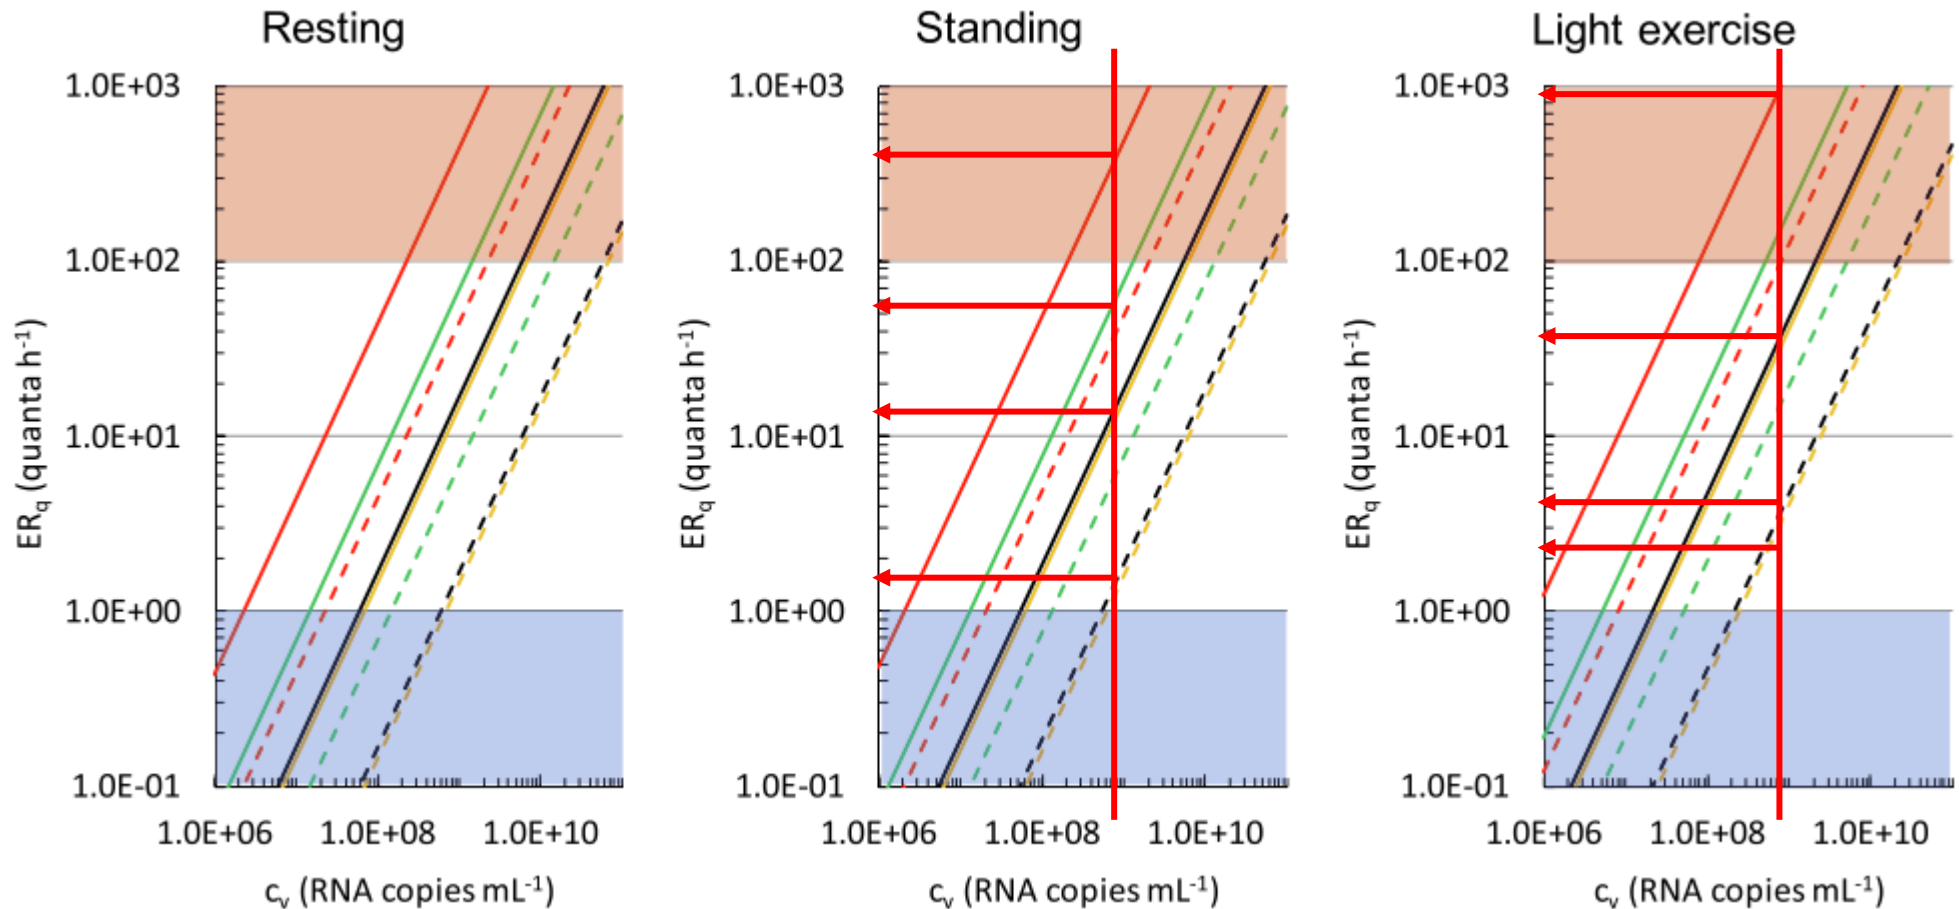 Resting
1.0E+03
1.0E+02
1.0E+01
1.0E+00
1.0E-01
ERq (quanta h-1)
1.0E+06 1.0E+08 1.0E+10
cv (RNA copies mL-1)
Standing
1.0E+03
1.0E+02
1.0E+01
1.0E+00
1.0E-01
ERq (quanta h-1)
1.0E+06 1.0E+08 1.0E+10
cv (RNA copies mL-1)
Light exercise
1.0E+03
1.0E+02
1.0E+01
1.0E+00
1.0E-01
ERq (quanta h-1)
1.0E+06 1.0E+08 1.0E+10
cv (RNA copies mL-1)